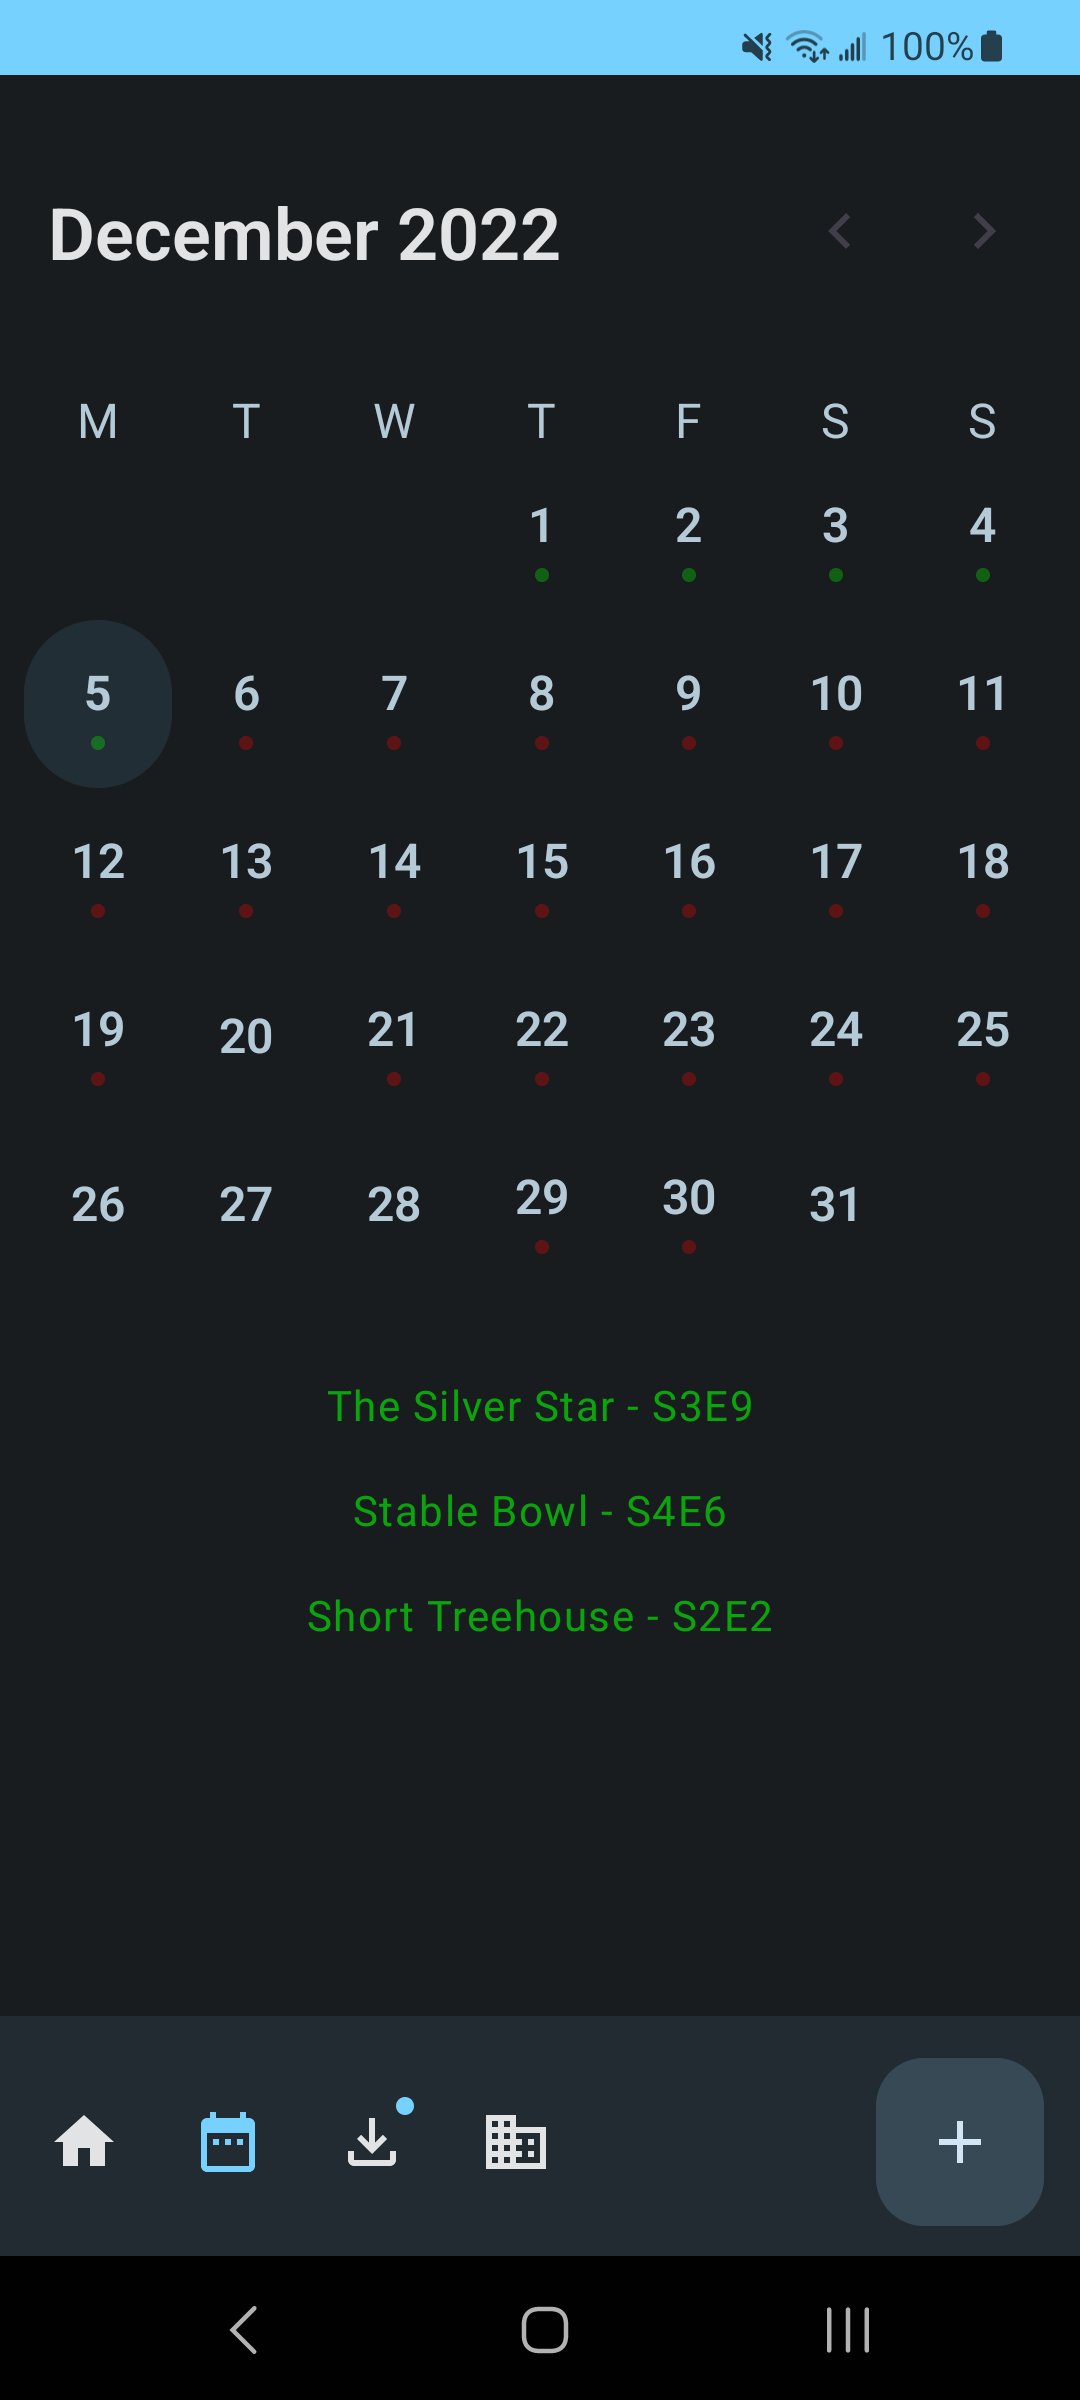 100%
December 2022
M T W T F S S
1 2 3 4
5 6 7 8 9 10 11
12 13 14 15 16 17 18
19 20 21 22 23 24 25
26 27 28 29 30 31
The Silver Star - S3E9
Stable Bowl - S4E6
Short Treehouse - S2E2